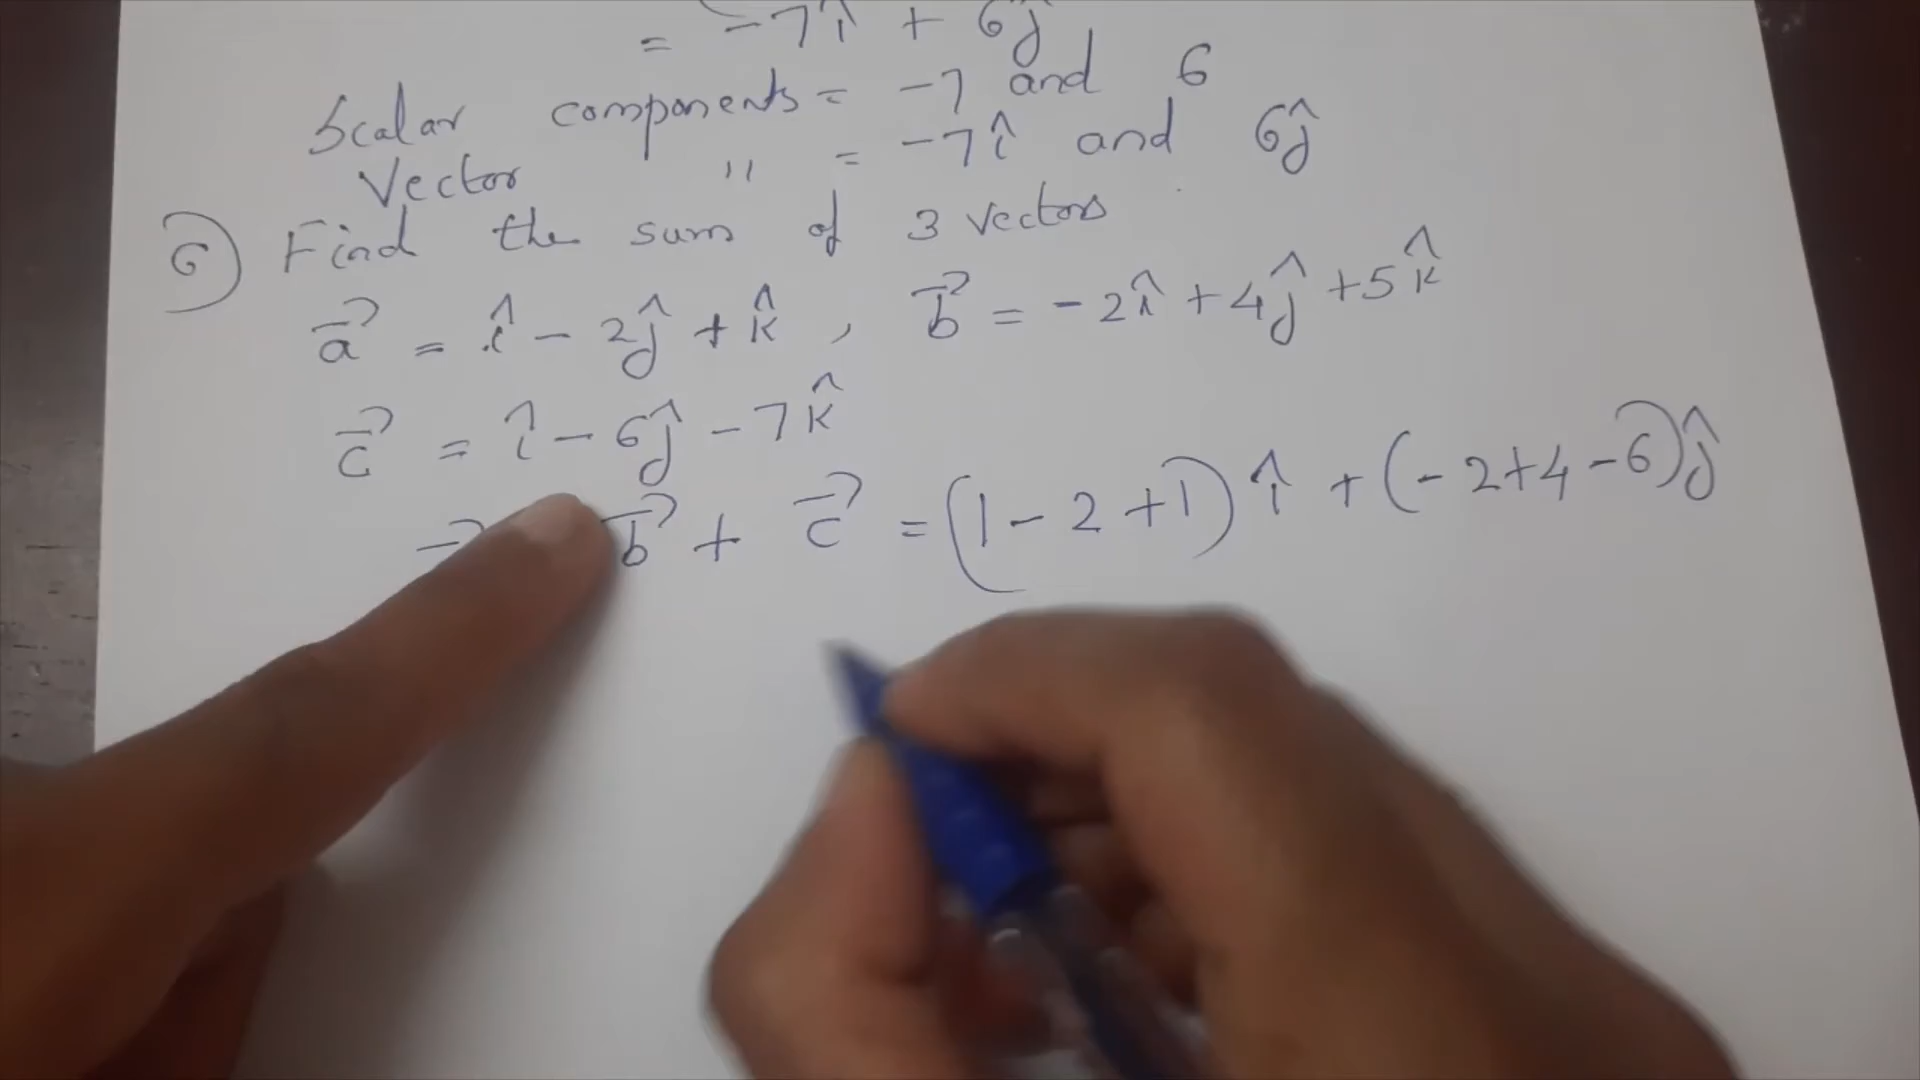 = -7î + 6ĵ
Scalar components = -7 and 6
Vector " = -7î and 6ĵ
6) Find the sum of 3 vectors
a⃗ = î - 2ĵ + k̂ , b⃗ = -2î + 4ĵ + 5k̂
c⃗ = î - 6ĵ - 7k̂
b⃗ + c⃗ = (1 - 2 + 1) î + (-2 + 4 - 6) ĵ